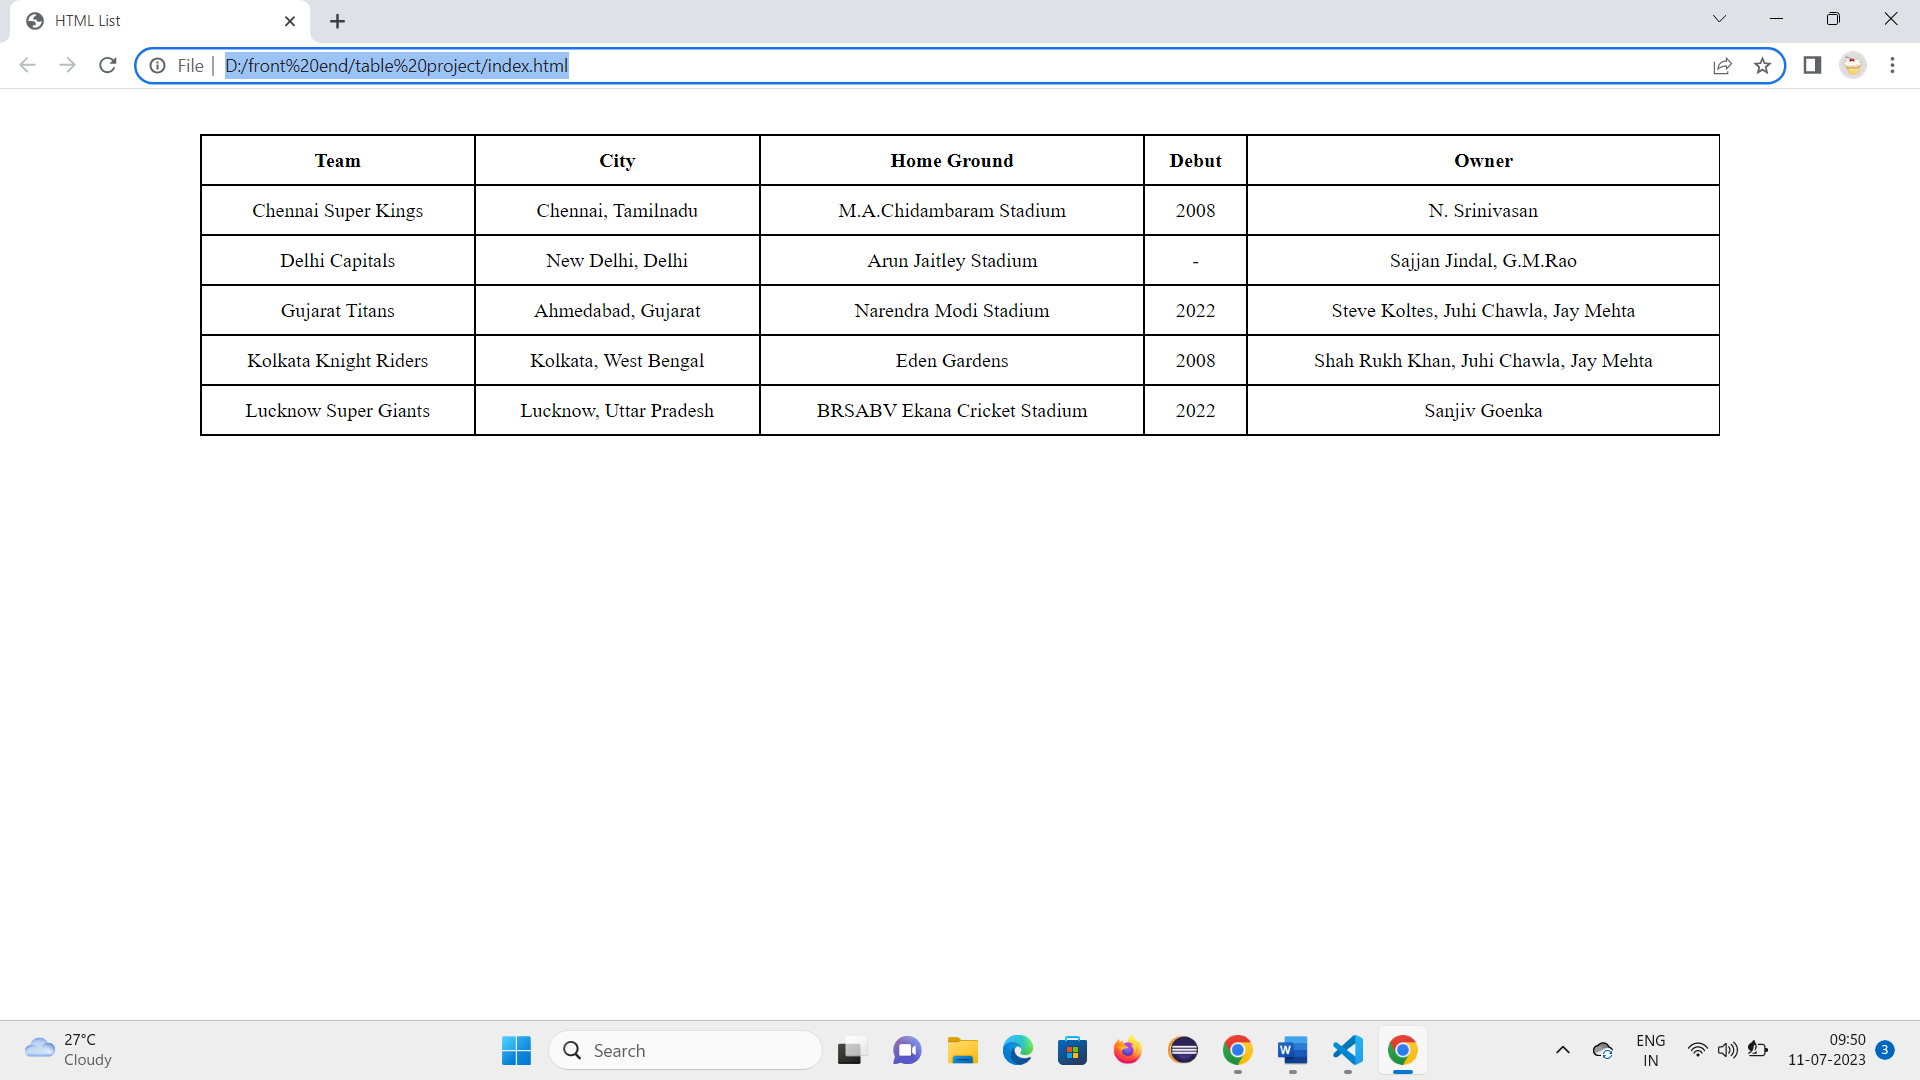 HTML List
File D:/front%20end/table%20project/index.html
Team City Home Ground Debut Owner
Chennai Super Kings Chennai, Tamilnadu M.A.Chidambaram Stadium 2008 N. Srinivasan
Delhi Capitals New Delhi, Delhi Arun Jaitley Stadium - Sajjan Jindal, G.M.Rao
Gujarat Titans Ahmedabad, Gujarat Narendra Modi Stadium 2022 Steve Koltes, Juhi Chawla, Jay Mehta
Kolkata Knight Riders Kolkata, West Bengal Eden Gardens 2008 Shah Rukh Khan, Juhi Chawla, Jay Mehta
Lucknow Super Giants Lucknow, Uttar Pradesh BRSABV Ekana Cricket Stadium 2022 Sanjiv Goenka
27°C
Cloudy
Search
W
ENG
IN
09:50
11-07-2023
3